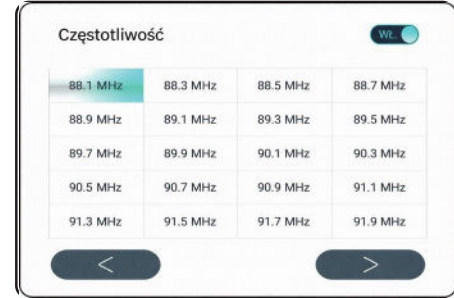 Częstotliwość WŁ.
88.1 MHz 88.3 MHz 88.5 MHz 88.7 MHz
88.9 MHz 89.1 MHz 89.3 MHz 89.5 MHz
89.7 MHz 89.9 MHz 90.1 MHz 90.3 MHz
90.5 MHz 90.7 MHz 90.9 MHz 91.1 MHz
91.3 MHz 91.5 MHz 91.7 MHz 91.9 MHz
< >